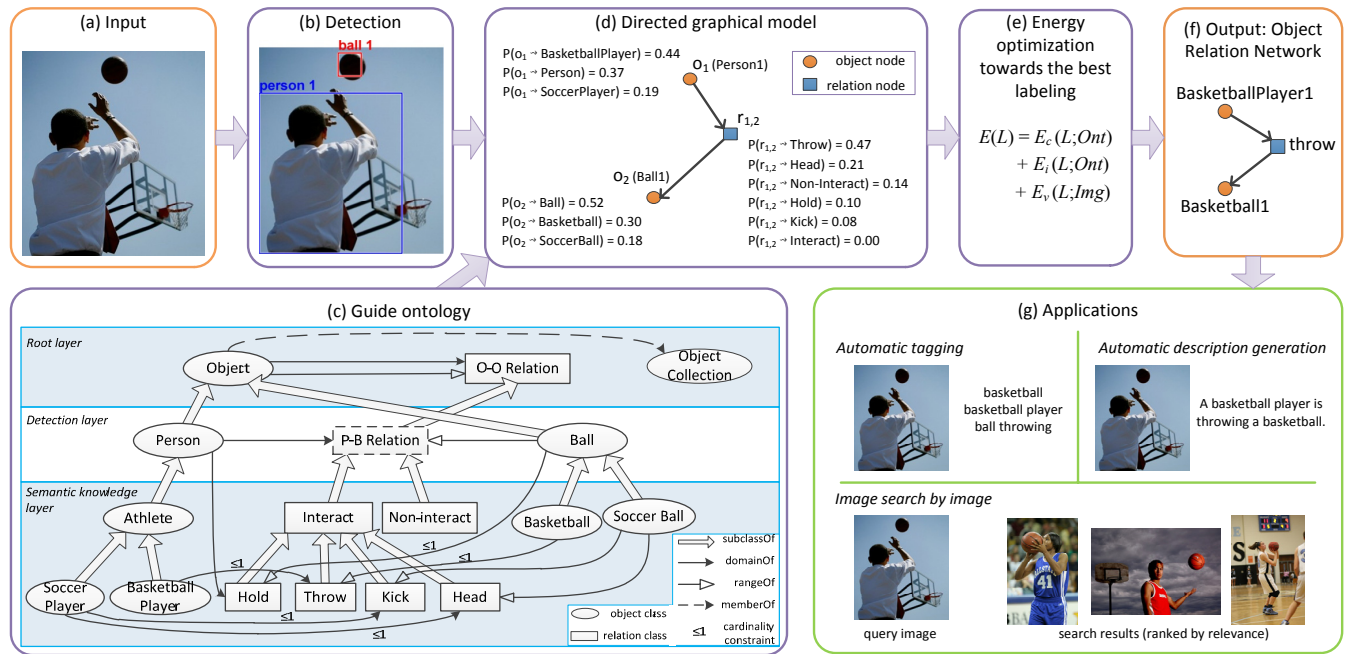 (a) Input
(b) Detection
ball 1
person 1
(d) Directed graphical model
P(o₁ → BasketballPlayer) = 0.44
P(o₁ → Person) = 0.37
P(o₁ → SoccerPlayer) = 0.19
o₁ (Person1)
object node
relation node
r₁,₂
P(r₁,₂ → Throw) = 0.47
P(r₁,₂ → Head) = 0.21
P(r₁,₂ → Non-Interact) = 0.14
P(r₁,₂ → Hold) = 0.10
P(r₁,₂ → Kick) = 0.08
P(r₁,₂ → Interact) = 0.00
o₂ (Ball1)
P(o₂ → Ball) = 0.52
P(o₂ → Basketball) = 0.30
P(o₂ → SoccerBall) = 0.18
(e) Energy
optimization
towards the best
labeling
E(L) = E_c(L;Ont)
+ E_i(L;Ont)
+ E_v(L;Img)
(f) Output: Object
Relation Network
BasketballPlayer1
throw
Basketball1
(c) Guide ontology
Root layer
Object
O-O Relation
Object
Collection
Detection layer
Person
P-B Relation
Ball
Semantic knowledge
layer
Athlete
Interact
Non-interact
Basketball
Soccer Ball
Soccer
Player
Basketball
Player
Hold
Throw
Kick
Head
≤1
≤1
≤1
≤1
≤1
subclassOf
domainOf
rangeOf
memberOf
≤1
cardinality
constraint
object class
relation class
(g) Applications
Automatic tagging
basketball
basketball player
ball throwing
Automatic description generation
A basketball player is
throwing a basketball.
Image search by image
41
query image
search results (ranked by relevance)